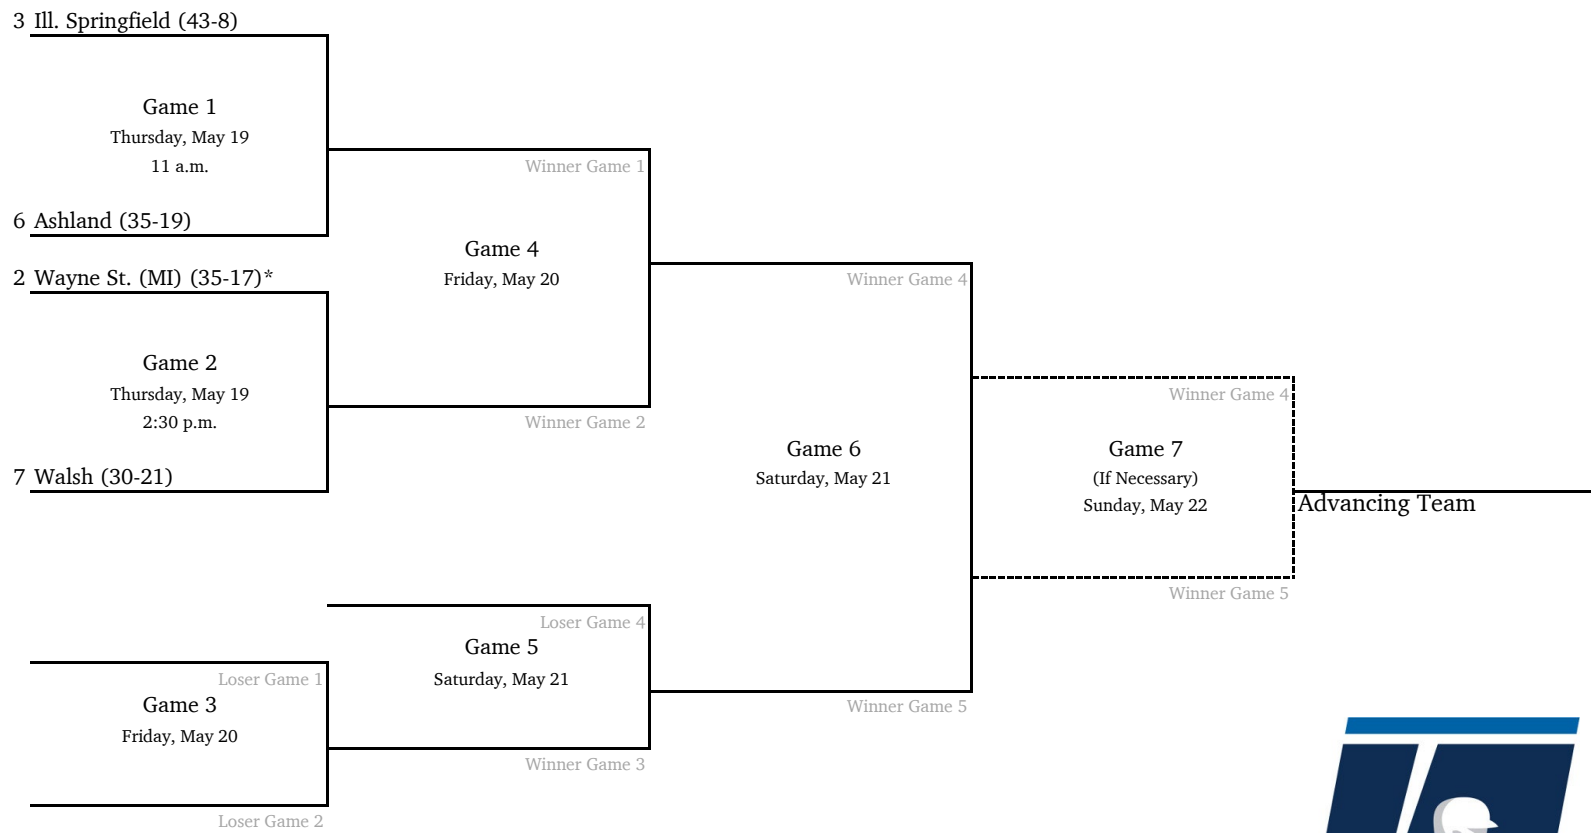 3 Ill. Springfield (43-8)
Game 1
Thursday, May 19
11 a.m.
Winner Game 1
6 Ashland (35-19)
Game 4
Friday, May 20
2 Wayne St. (MI) (35-17)*
Winner Game 4
Game 2
Thursday, May 19
2:30 p.m.
Winner Game 2
7 Walsh (30-21)
Game 6
Saturday, May 21
Winner Game 4
Game 7
(If Necessary)
Sunday, May 22
Advancing Team
Winner Game 5
Loser Game 4
Game 5
Saturday, May 21
Winner Game 5
Loser Game 1
Game 3
Friday, May 20
Winner Game 3
Loser Game 2